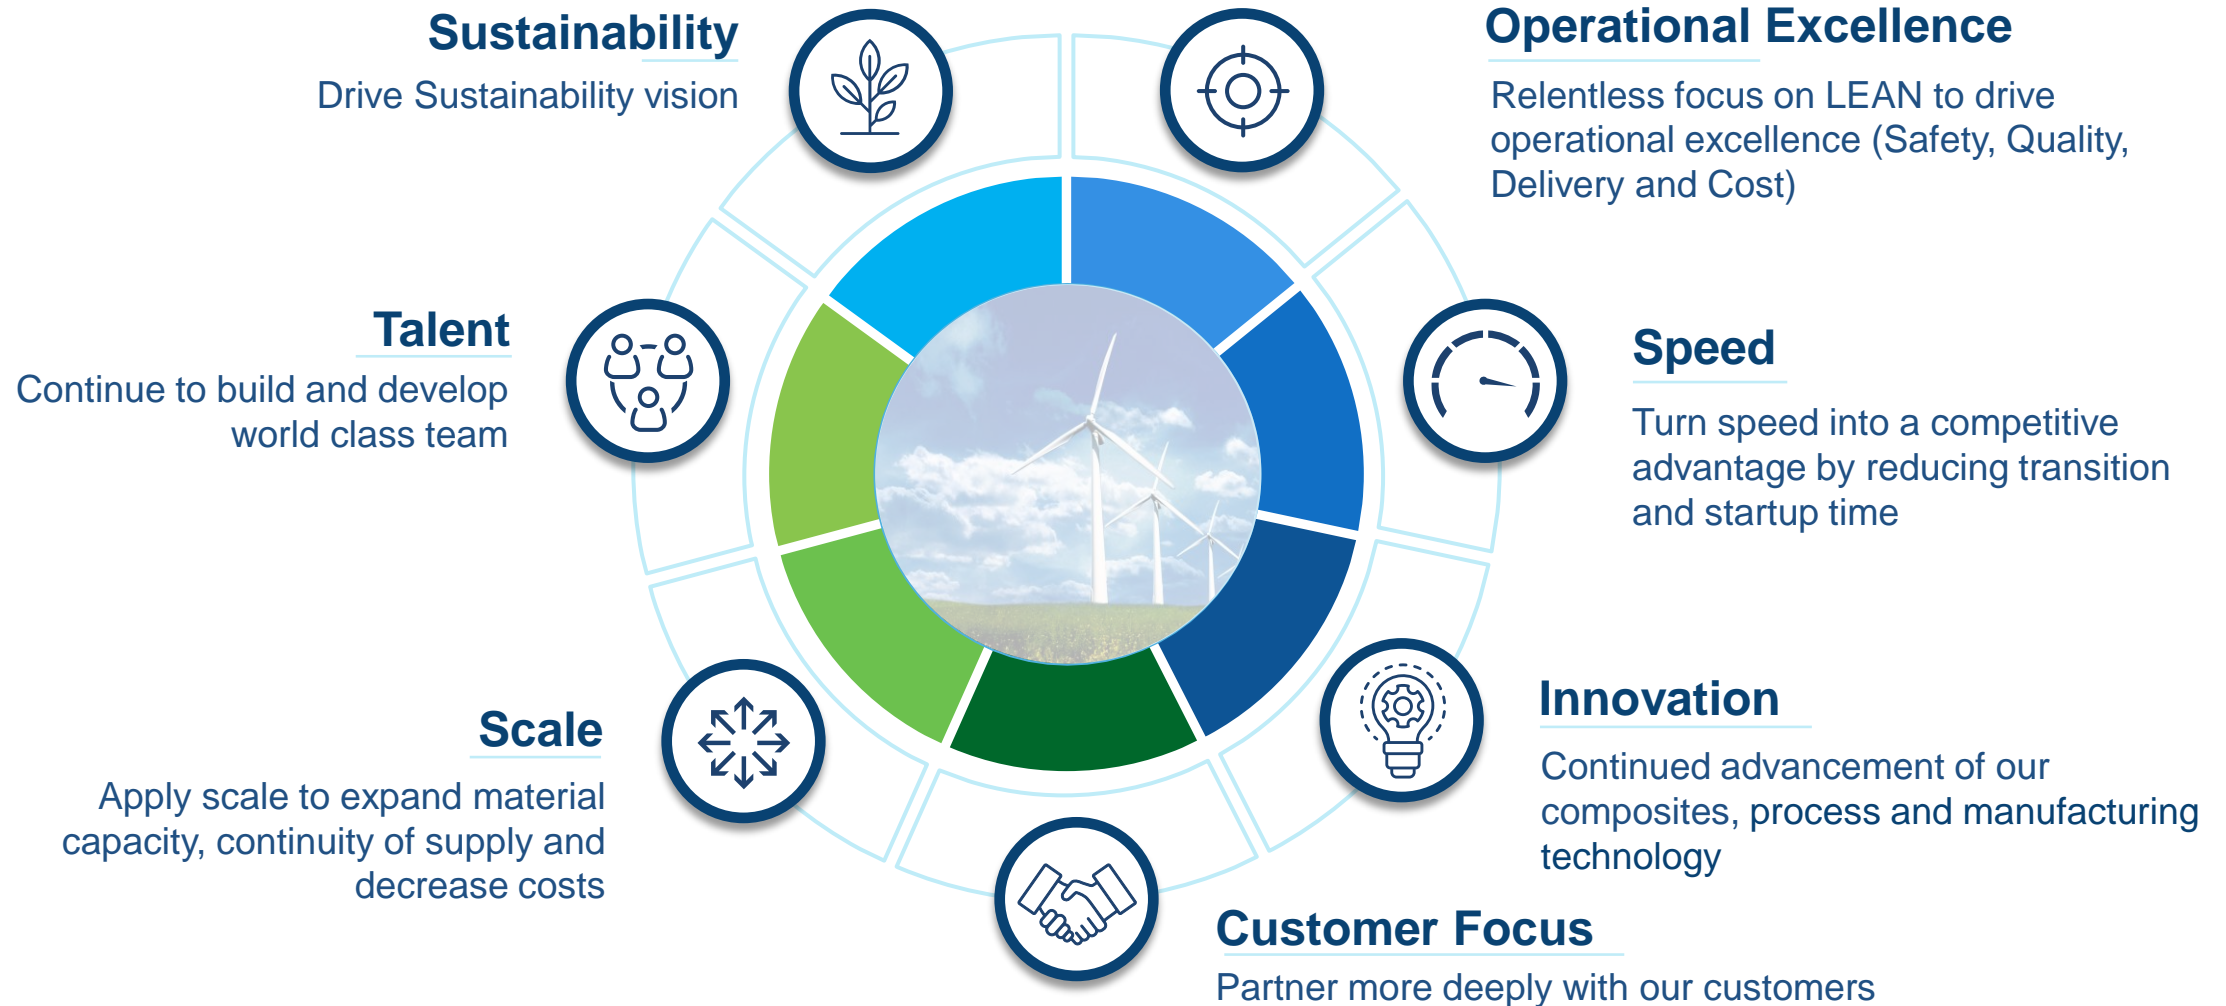 Sustainability
Drive Sustainability vision
Operational Excellence
Relentless focus on LEAN to drive
operational excellence (Safety, Quality,
Delivery and Cost)
Talent
Continue to build and develop
world class team
Speed
Turn speed into a competitive
advantage by reducing transition
and startup time
Scale
Apply scale to expand material
capacity, continuity of supply and
decrease costs
Innovation
Continued advancement of our
composites, process and manufacturing
technology
Customer Focus
Partner more deeply with our customers